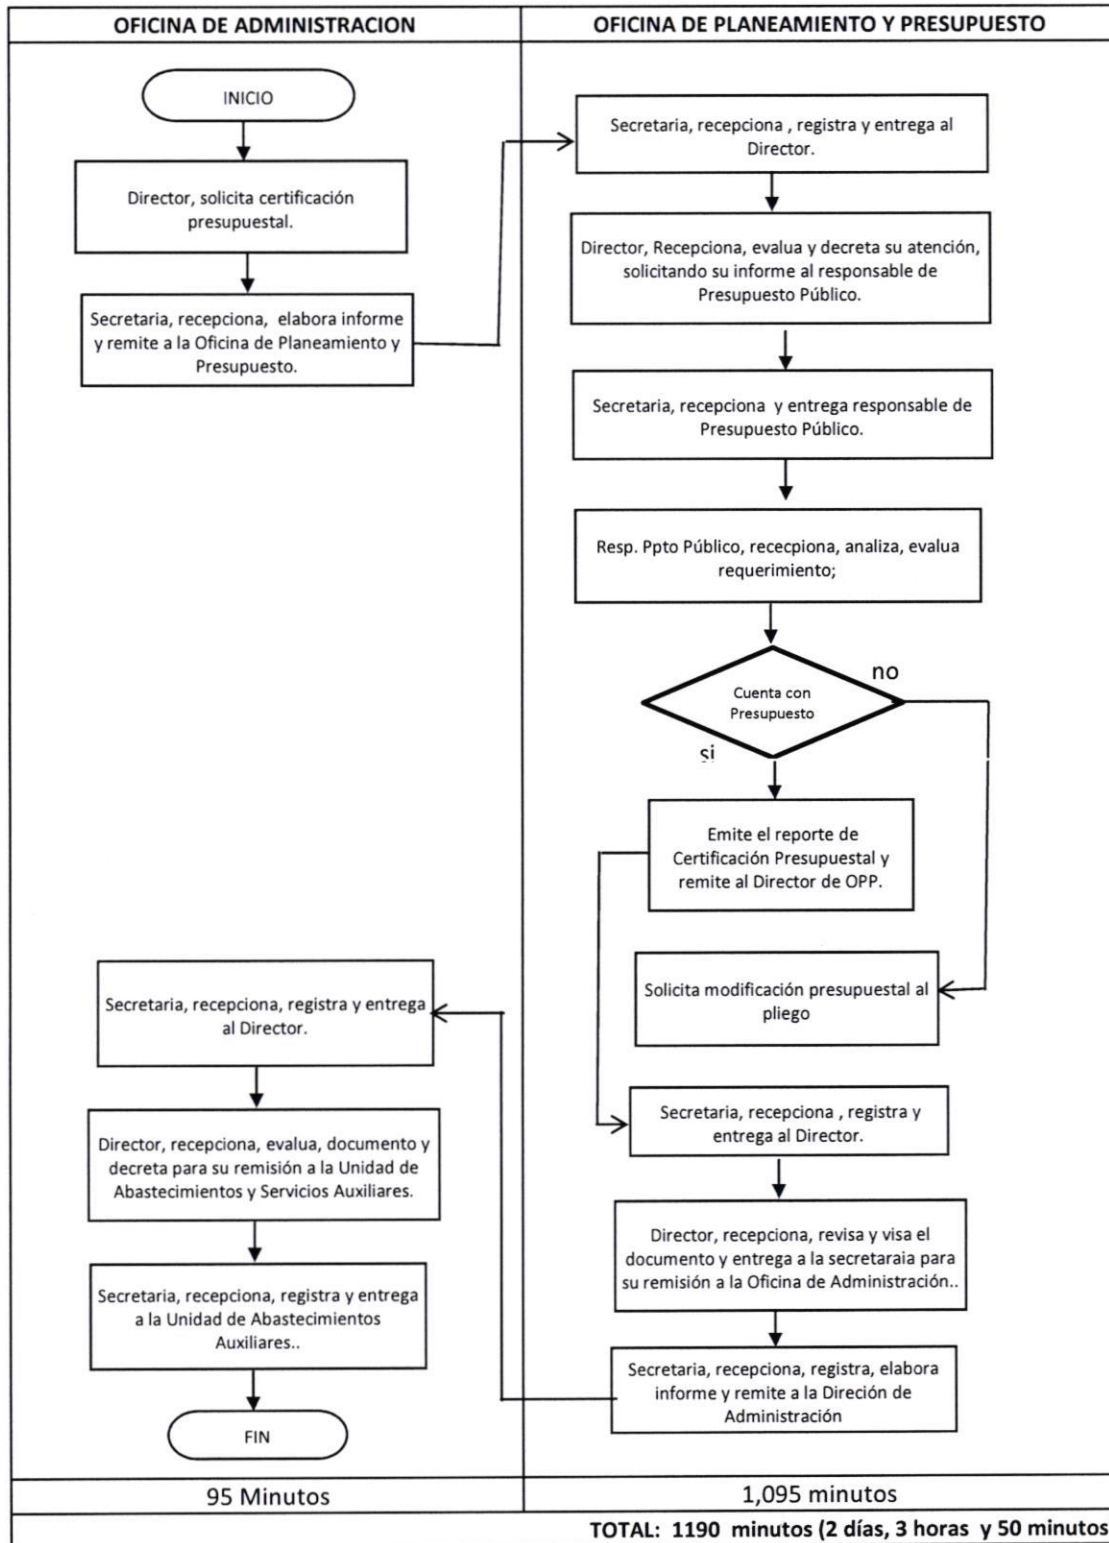 OFICINA DE ADMINISTRACION
OFICINA DE PLANEAMIENTO Y PRESUPUESTO
INICIO
Director, solicita certificación
presupuestal.
Secretaria, recepciona, elabora informe
y remite a la Oficina de Planeamiento y
Presupuesto.
Secretaria, recepciona , registra y entrega al
Director.
Director, Recepciona, evalua y decreta su atención,
solicitando su informe al responsable de
Presupuesto Público.
Secretaria, recepciona y entrega responsable de
Presupuesto Público.
Resp. Ppto Público, rececpiona, analiza, evalua
requerimiento;
Cuenta con
Presupuesto
no
si
Emite el reporte de
Certificación Presupuestal y
remite al Director de OPP.
Solicita modificación presupuestal al
pliego
Secretaria, recepciona , registra y
entrega al Director.
Director, recepciona, revisa y visa el
documento y entrega a la secretaraia para
su remisión a la Oficina de Administración..
Secretaria, recepciona, registra, elabora
informe y remite a la Direción de
Administración
Secretaria, recepciona, registra y entrega
al Director.
Director, recepciona, evalua, documento y
decreta para su remisión a la Unidad de
Abastecimientos y Servicios Auxiliares.
Secretaria, recepciona, registra y entrega
a la Unidad de Abastecimientos
Auxiliares..
FIN
95 Minutos
1,095 minutos
TOTAL: 1190 minutos (2 días, 3 horas y 50 minutos